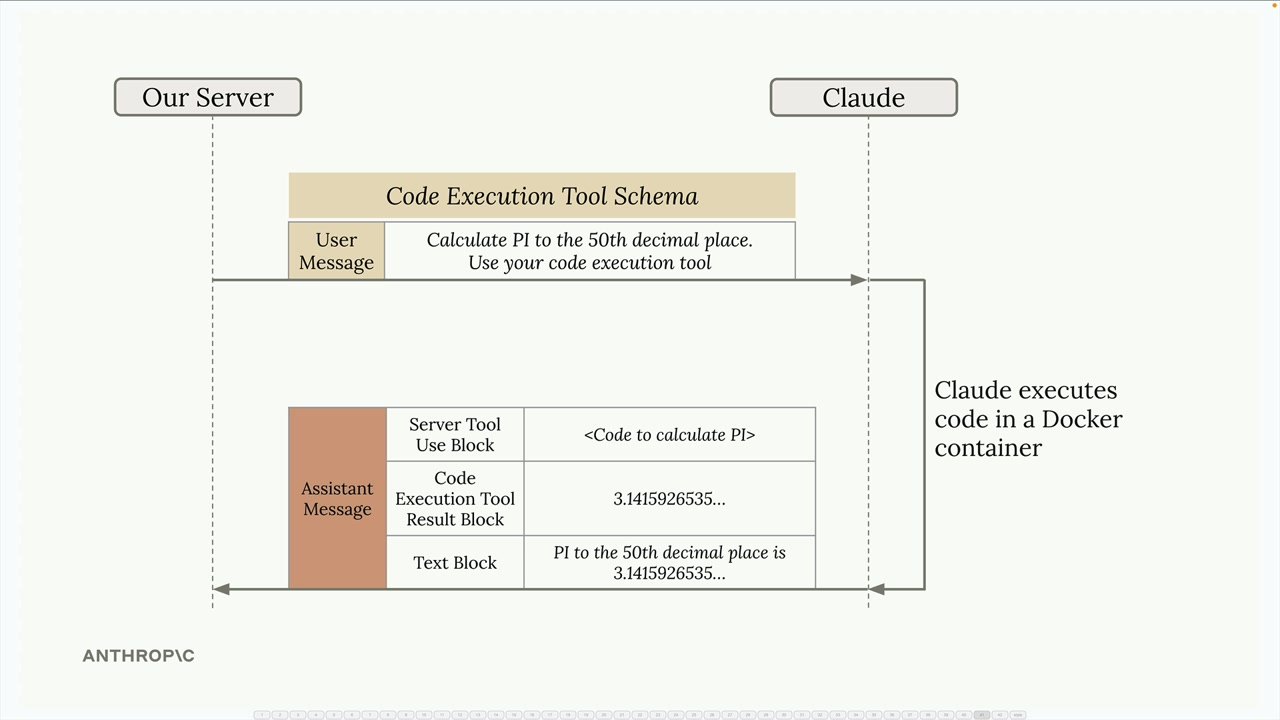 Our Server
Claude
Code Execution Tool Schema
User
Message
Calculate PI to the 50th decimal place.
Use your code execution tool
Claude executes
code in a Docker
container
Assistant
Message
Server Tool
Use Block
<Code to calculate PI>
Code
Execution Tool
Result Block
3.1415926535...
Text Block
PI to the 50th decimal place is
3.1415926535...
ANTHROP\C